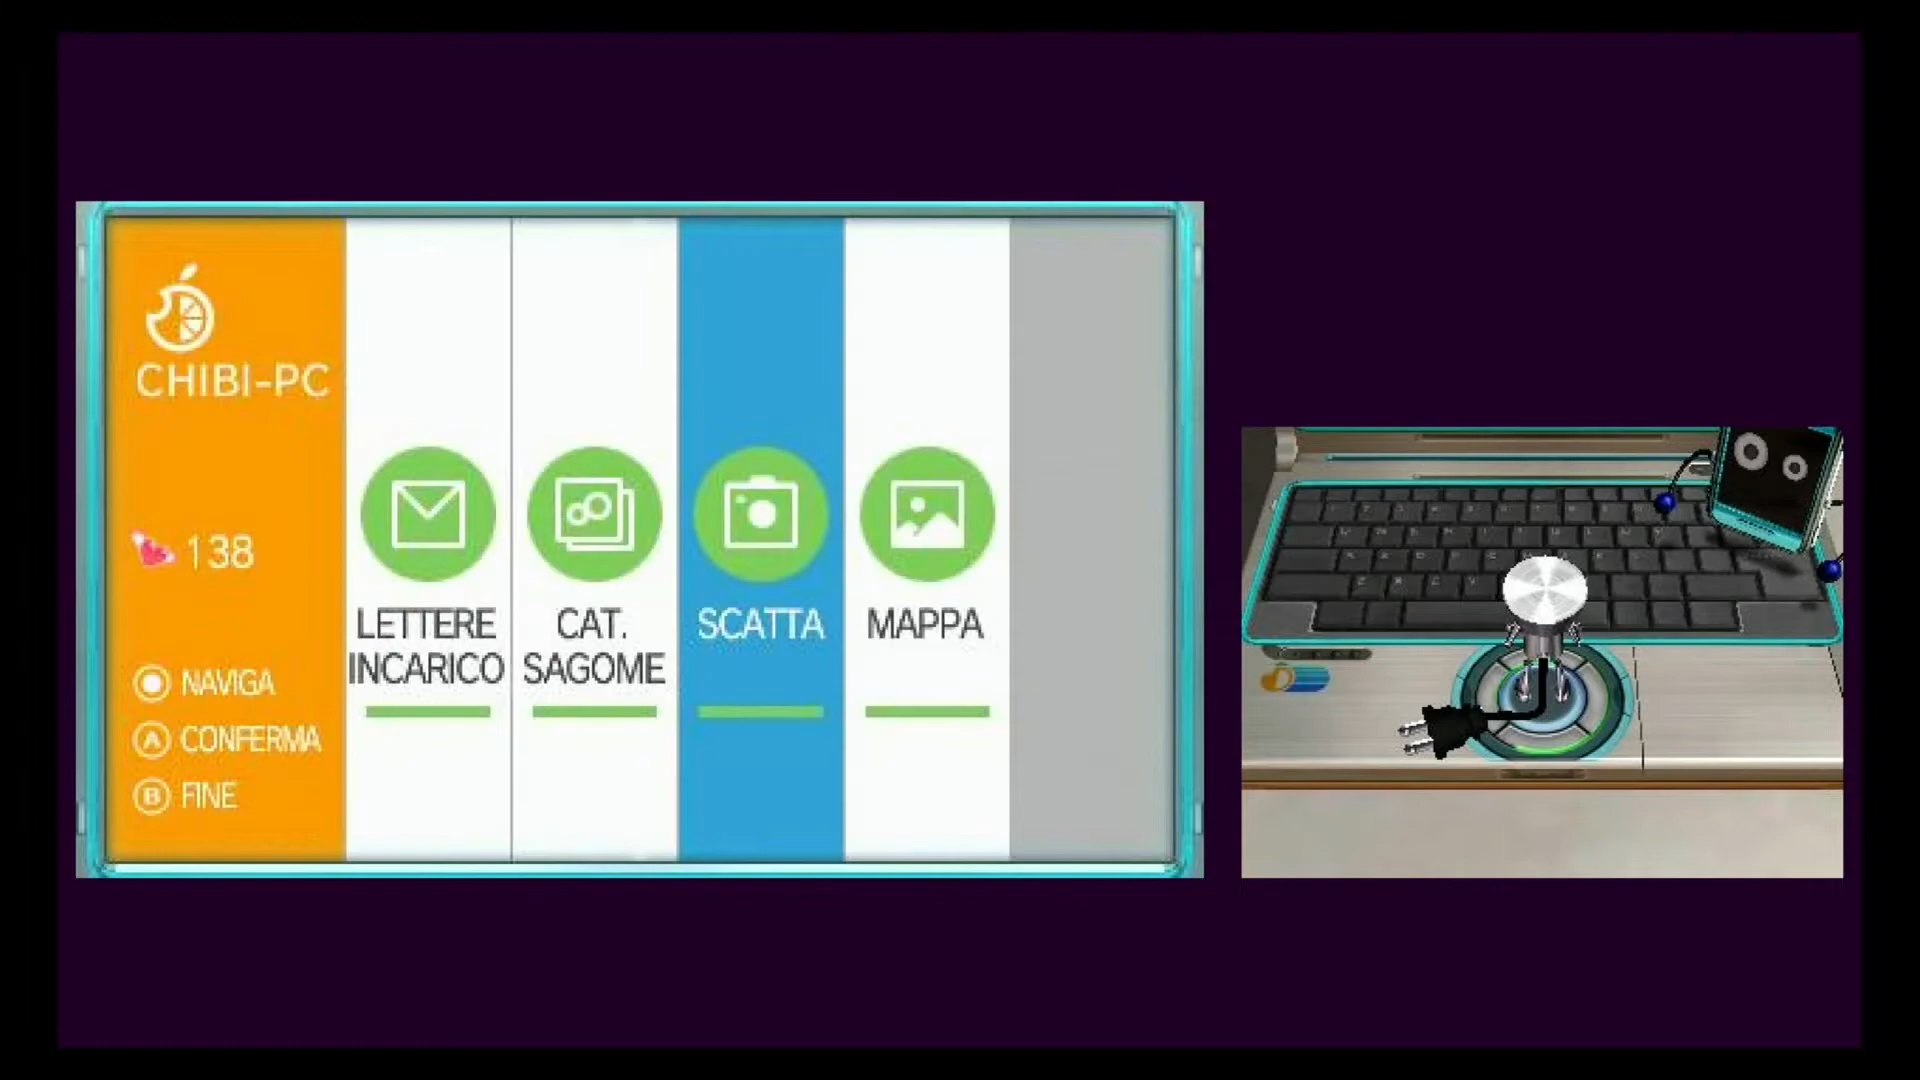 CHIBI-PC
138
NAVIGA
A CONFERMA
B FINE
LETTERE
INCARICO
CAT.
SAGOME
SCATTA
MAPPA